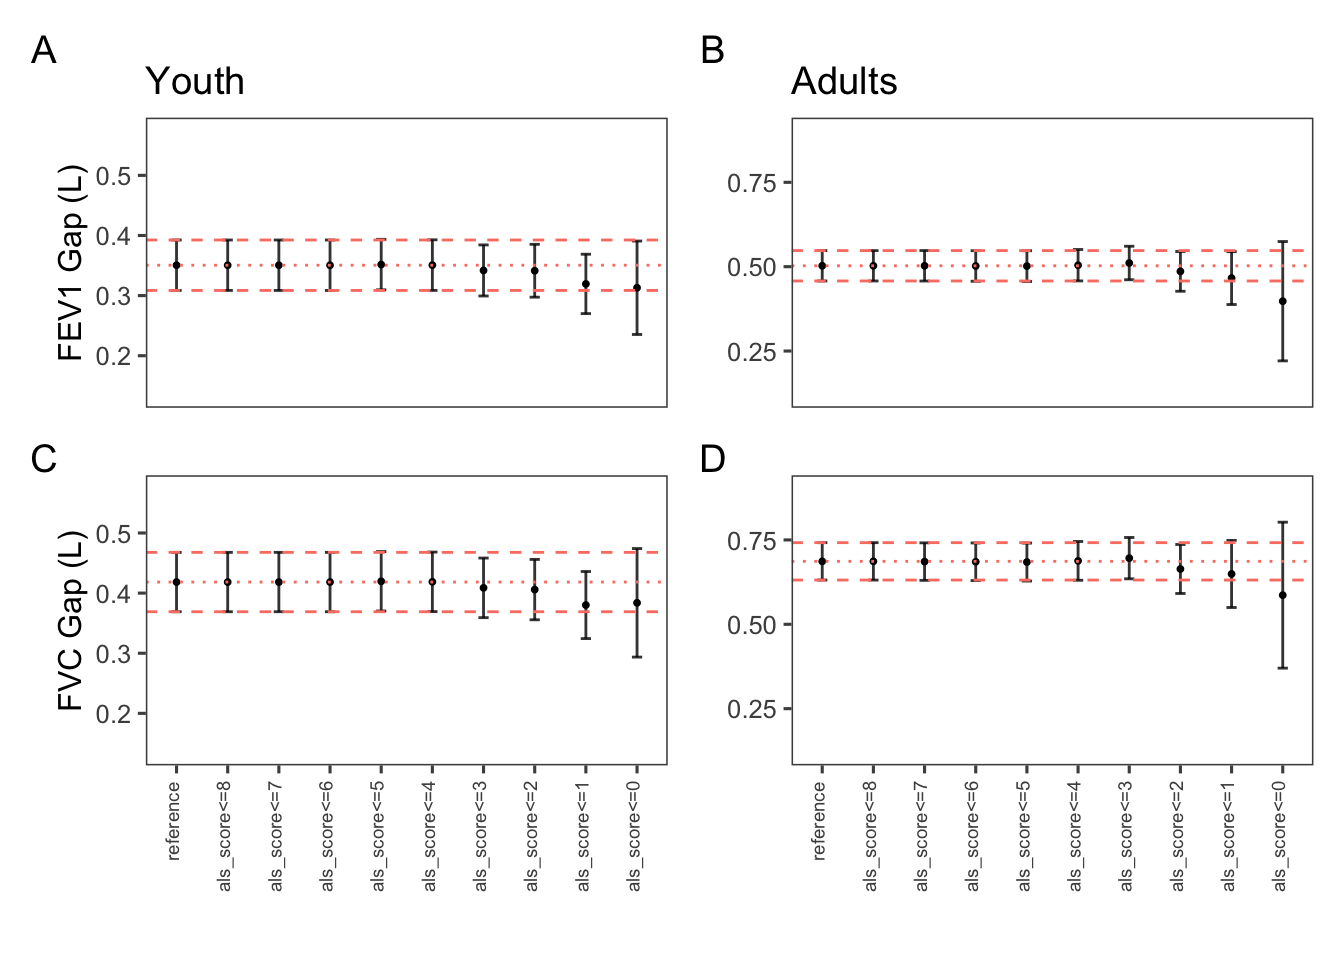 A
B
Youth
Adults
FEV1 Gap (L)
0.5
0.4
0.3
0.2
0.75
0.50
0.25
C
D
FVC Gap (L)
0.5
0.4
0.3
0.2
0.75
0.50
0.25
reference
als_score<=8
als_score<=7
als_score<=6
als_score<=5
als_score<=4
als_score<=3
als_score<=2
als_score<=1
als_score<=0
reference
als_score<=8
als_score<=7
als_score<=6
als_score<=5
als_score<=4
als_score<=3
als_score<=2
als_score<=1
als_score<=0